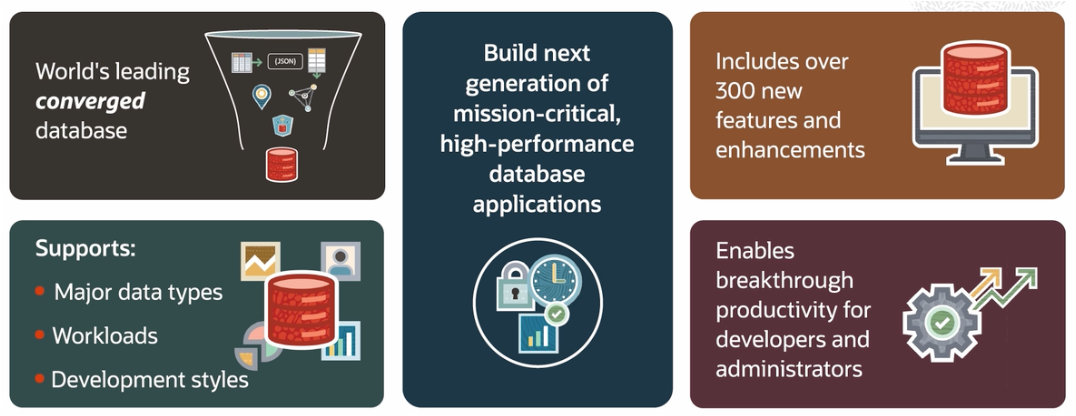 World's leading
converged
database
{JSON}
Supports:
Major data types
Workloads
Development styles
Build next
generation of
mission-critical,
high-performance
database
applications
Includes over
300 new
features and
enhancements
Enables
breakthrough
productivity for
developers and
administrators